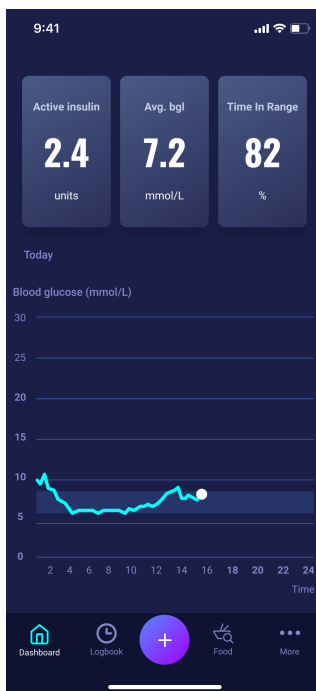 9:41
Active insulin Avg. bgl Time In Range
2.4 7.2 82
units mmol/L %
Today
Blood glucose (mmol/L)
30
25
20
15
10
5
0
2 4 6 8 10 12 14 16 18 20 22 24
Time
+
Dashboard Logbook Food More